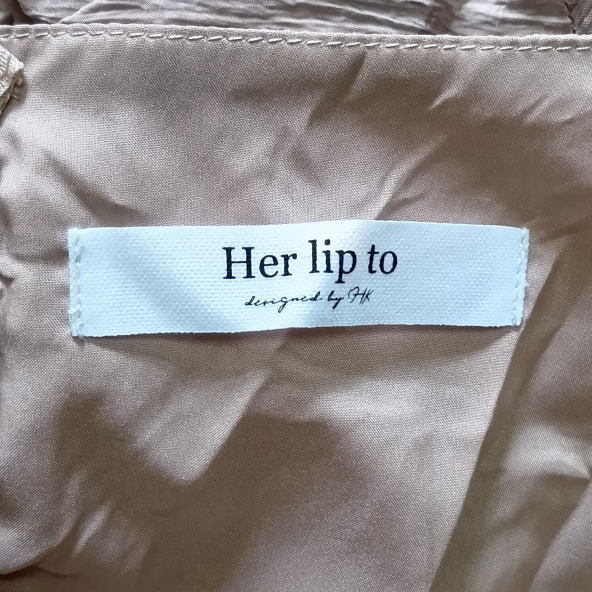 Her lip to
designed by HK